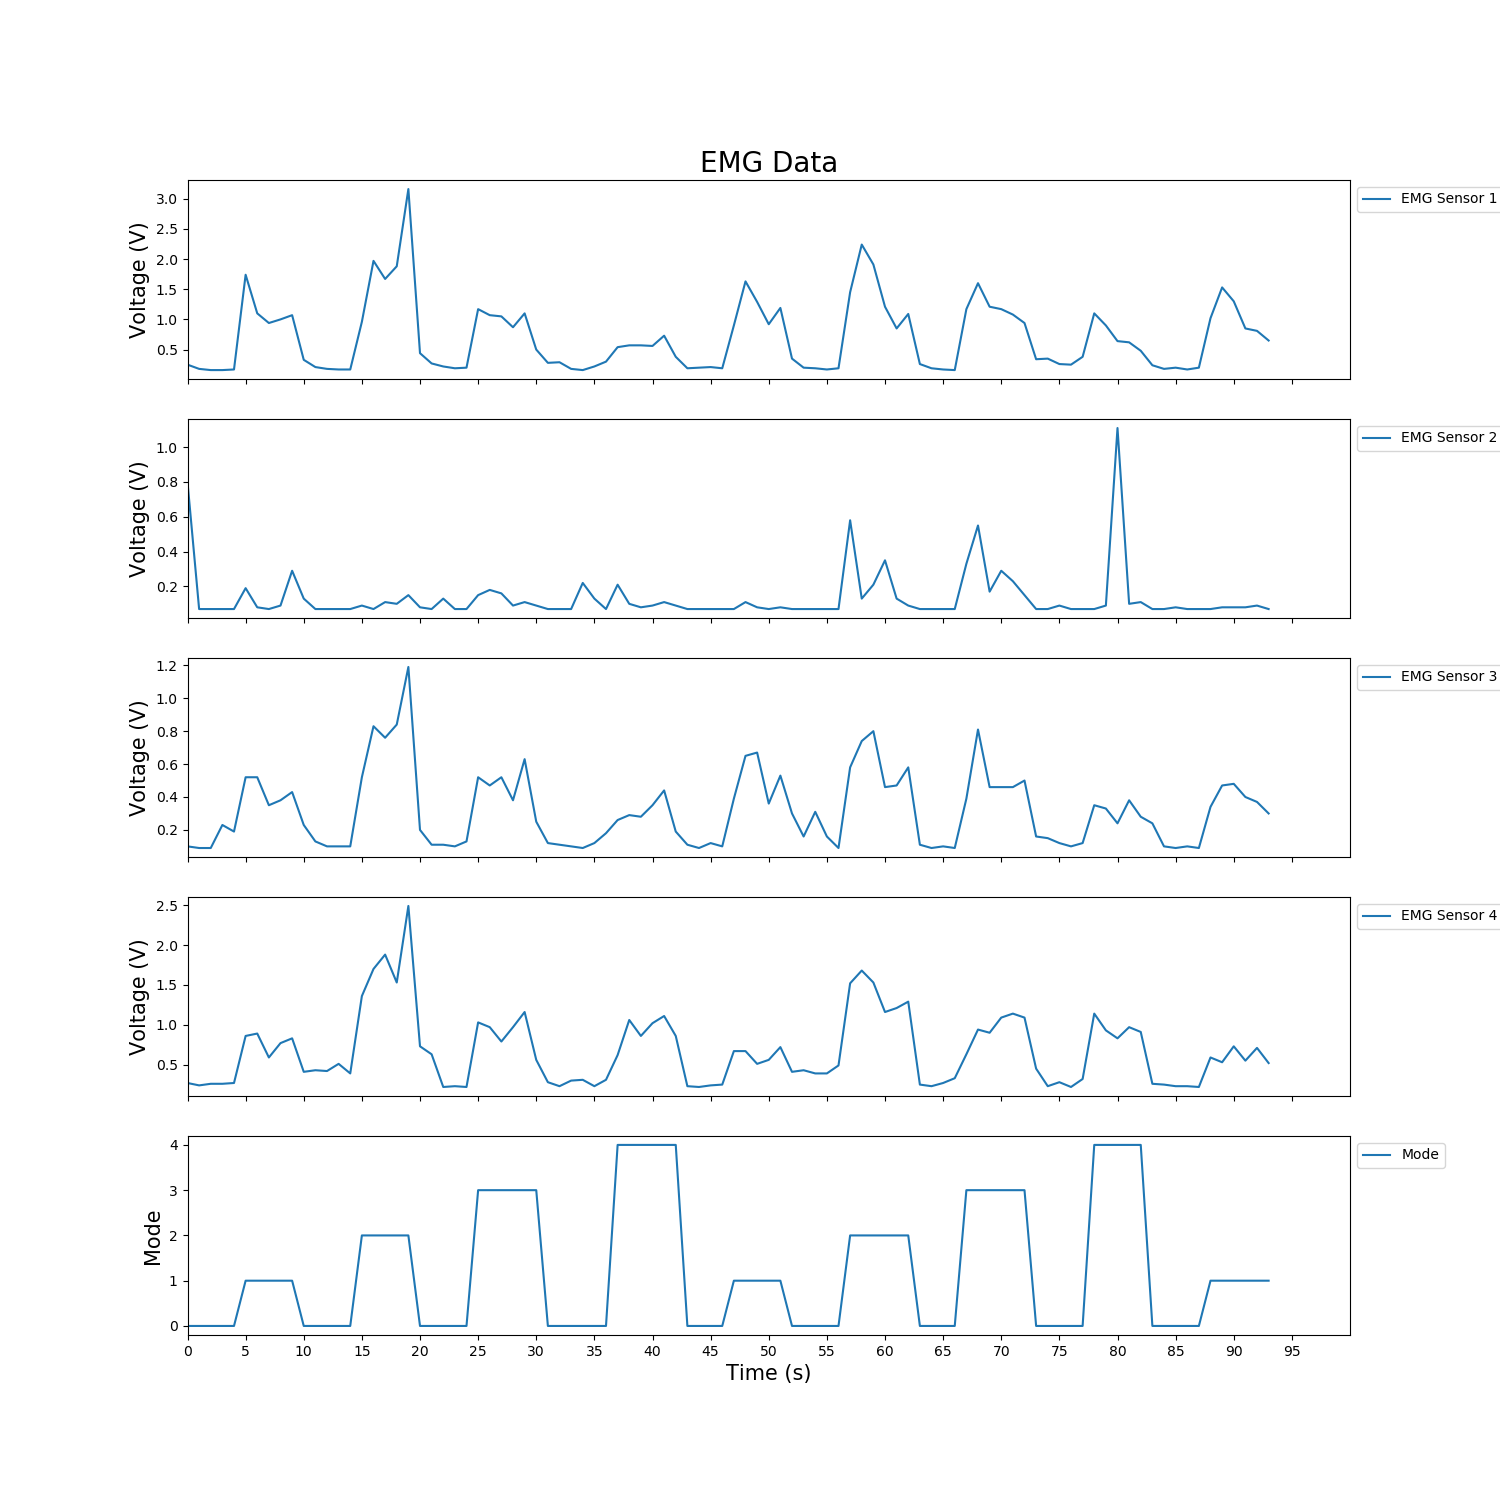 EMG Data
3.0
2.5
2.0
1.5
1.0
0.5
Voltage (V)
EMG Sensor 1
1.0
0.8
0.6
0.4
0.2
Voltage (V)
EMG Sensor 2
1.2
1.0
0.8
0.6
0.4
0.2
Voltage (V)
EMG Sensor 3
2.5
2.0
1.5
1.0
0.5
Voltage (V)
EMG Sensor 4
4
3
2
1
0
Mode
Mode
0 5 10 15 20 25 30 35 40 45 50 55 60 65 70 75 80 85 90 95
Time (s)